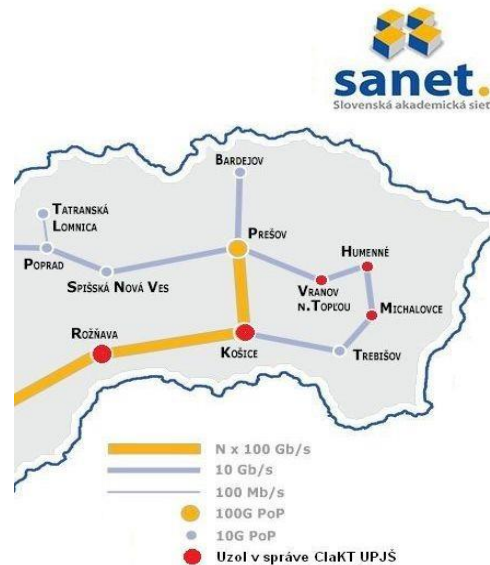 sanet.
Slovenská akademická sieť
BARDEJOV
TATRANSKÁ
LOMNICA
PREŠOV
HUMENNÉ
POPRAD
SPIŠSKÁ NOVÁ VES
VRANOV
N.TOPĽOU
MICHALOVCE
ROŽŇAVA
KOŠICE
TREBIŠOV
N x 100 Gb/s
10 Gb/s
100 Mb/s
100G PoP
10G PoP
Uzol v správe CIaKT UPJŠ